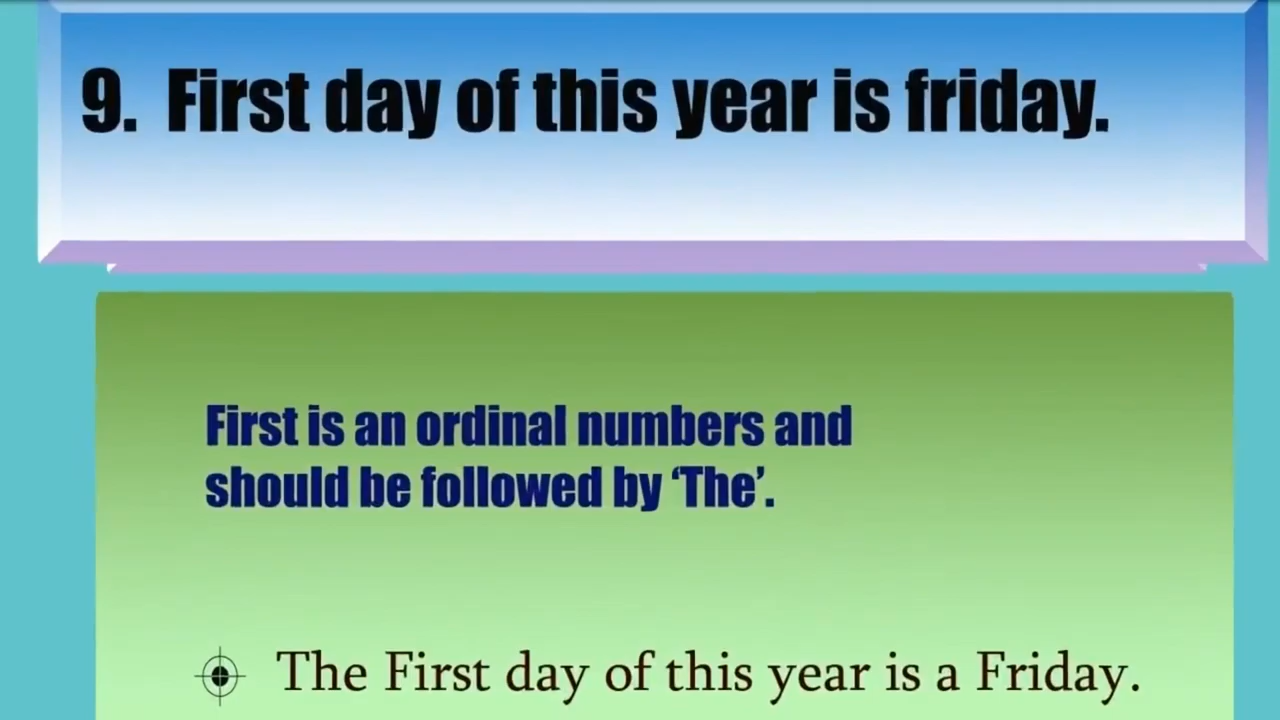 9. First day of this year is friday.
First is an ordinal numbers and
should be followed by ‘The’.
The First day of this year is a Friday.